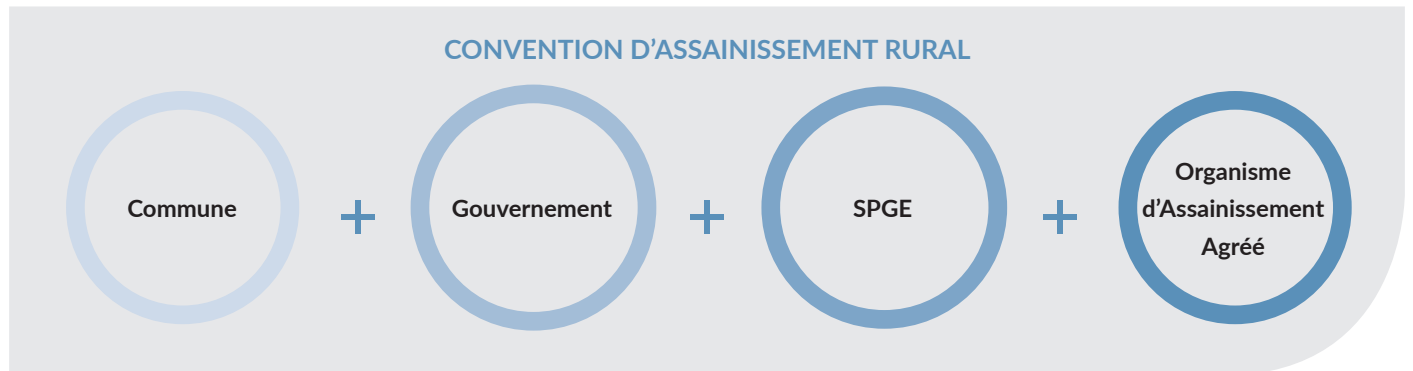 CONVENTION D’ASSAINISSEMENT RURAL
Commune
+
Gouvernement
+
SPGE
+
Organisme
d’Assainissement
Agréé